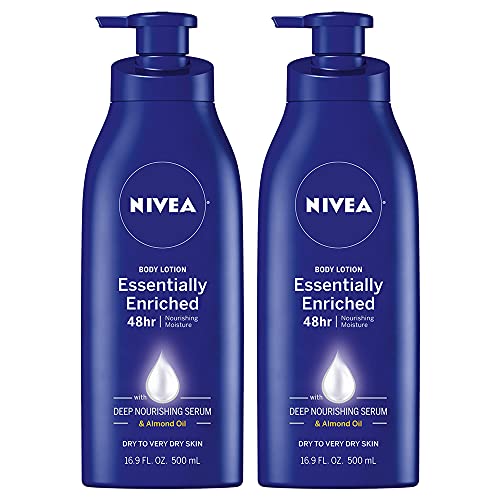 NIVEA®
BODY LOTION
Essentially
Enriched
48hr | Nourishing
Moisture
with
DEEP NOURISHING SERUM
& Almond Oil
DRY TO VERY DRY SKIN
16.9 FL. OZ. 500 mL
NIVEA®
BODY LOTION
Essentially
Enriched
48hr | Nourishing
Moisture
with
DEEP NOURISHING SERUM
& Almond Oil
DRY TO VERY DRY SKIN
16.9 FL. OZ. 500 mL